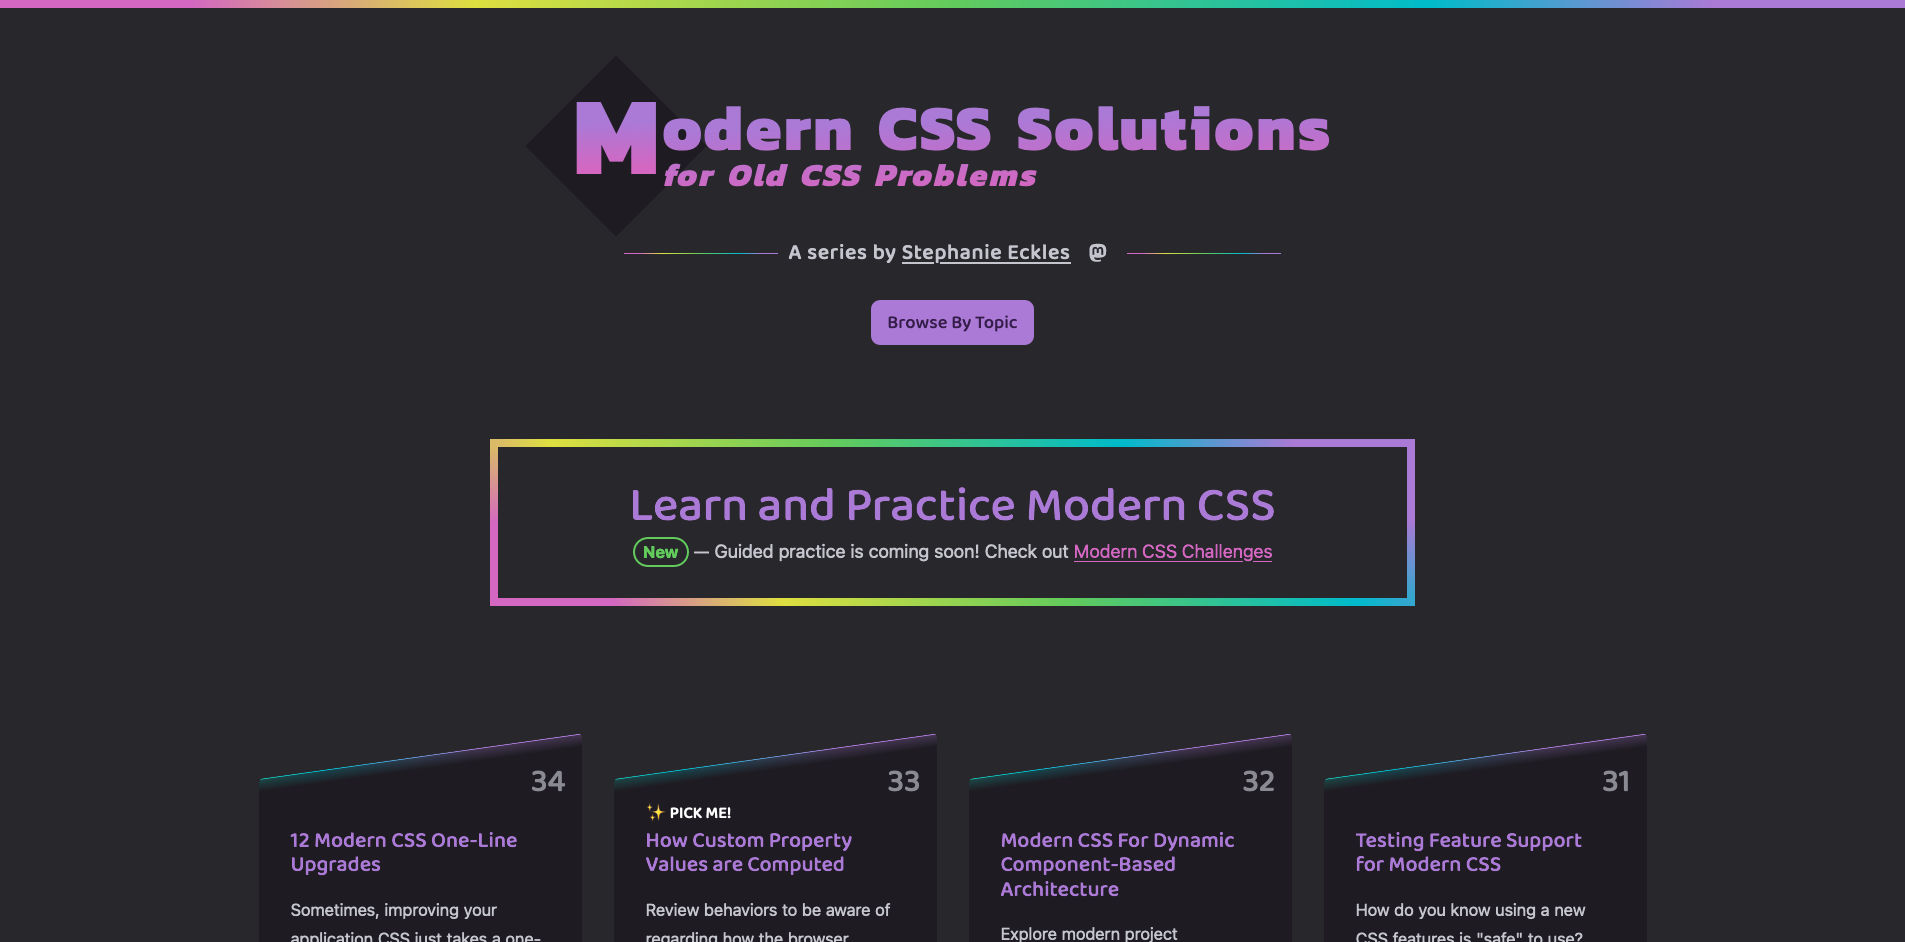 Modern CSS Solutions
for Old CSS Problems
A series by Stephanie Eckles
Browse By Topic
Learn and Practice Modern CSS
New — Guided practice is coming soon! Check out Modern CSS Challenges
34
12 Modern CSS One-Line
Upgrades
Sometimes, improving your
application CSS just takes a one-
33
✨ PICK ME!
How Custom Property
Values are Computed
Review behaviors to be aware of
regarding how the browser
32
Modern CSS For Dynamic
Component-Based
Architecture
Explore modern project
31
Testing Feature Support
for Modern CSS
How do you know using a new
CSS features is "safe" to use?